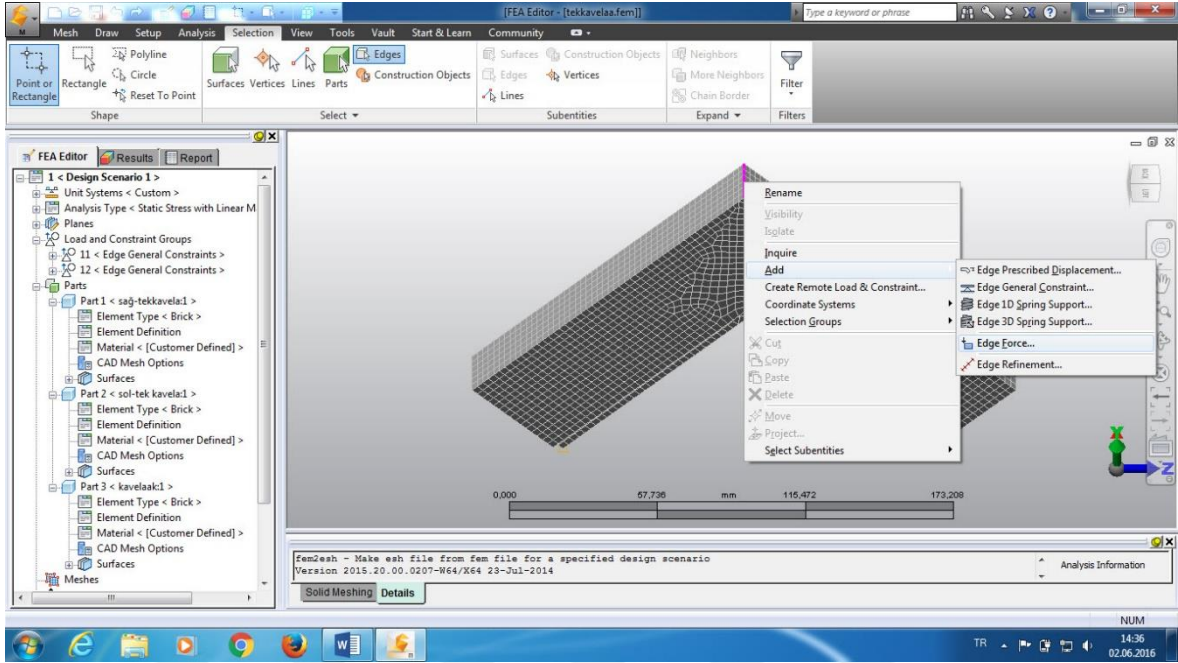 [FEA Editor - [tekkavelaa.fem]]
Type a keyword or phrase
M
Mesh Draw Setup Analysis Selection View Tools Vault Start & Learn Community
Point or Rectangle
Rectangle
Polyline
Circle
Reset To Point
Shape
Surfaces Vertices Lines Parts
Edges
Construction Objects
Select
Surfaces Construction Objects
Edges Vertices
Lines
Subentities
Neighbors
More Neighbors
Chain Border
Expand
Filter
Filters
FEA Editor Results Report
1 < Design Scenario 1 >
Unit Systems < Custom >
Analysis Type < Static Stress with Linear M
Planes
Load and Constraint Groups
11 < Edge General Constraints >
12 < Edge General Constraints >
Parts
Part 1 < sağ-tekkavela:1 >
Element Type < Brick >
Element Definition
Material < [Customer Defined] >
CAD Mesh Options
Surfaces
Part 2 < sol-tek kavela:1 >
Element Type < Brick >
Element Definition
Material < [Customer Defined] >
CAD Mesh Options
Surfaces
Part 3 < kavelaak:1 >
Element Type < Brick >
Element Definition
Material < [Customer Defined] >
CAD Mesh Options
Surfaces
Meshes
Rename
Visibility
Isolate
Inquire
Add
Create Remote Load & Constraint...
Coordinate Systems
Selection Groups
Cut
Copy
Paste
Delete
Move
Project...
Select Subentities
Edge Prescribed Displacement...
Edge General Constraint...
Edge 1D Spring Support...
Edge 3D Spring Support...
Edge Force...
Edge Refinement...
X
Z
0,000 57,736 mm 115,472 173,208
fem2esh - Make esh file from fem file for a specified design scenario
Version 2015.20.00.0207-W64/X64 23-Jul-2014
Analysis Information
Solid Meshing Details
NUM
TR
14:36
02.06.2016